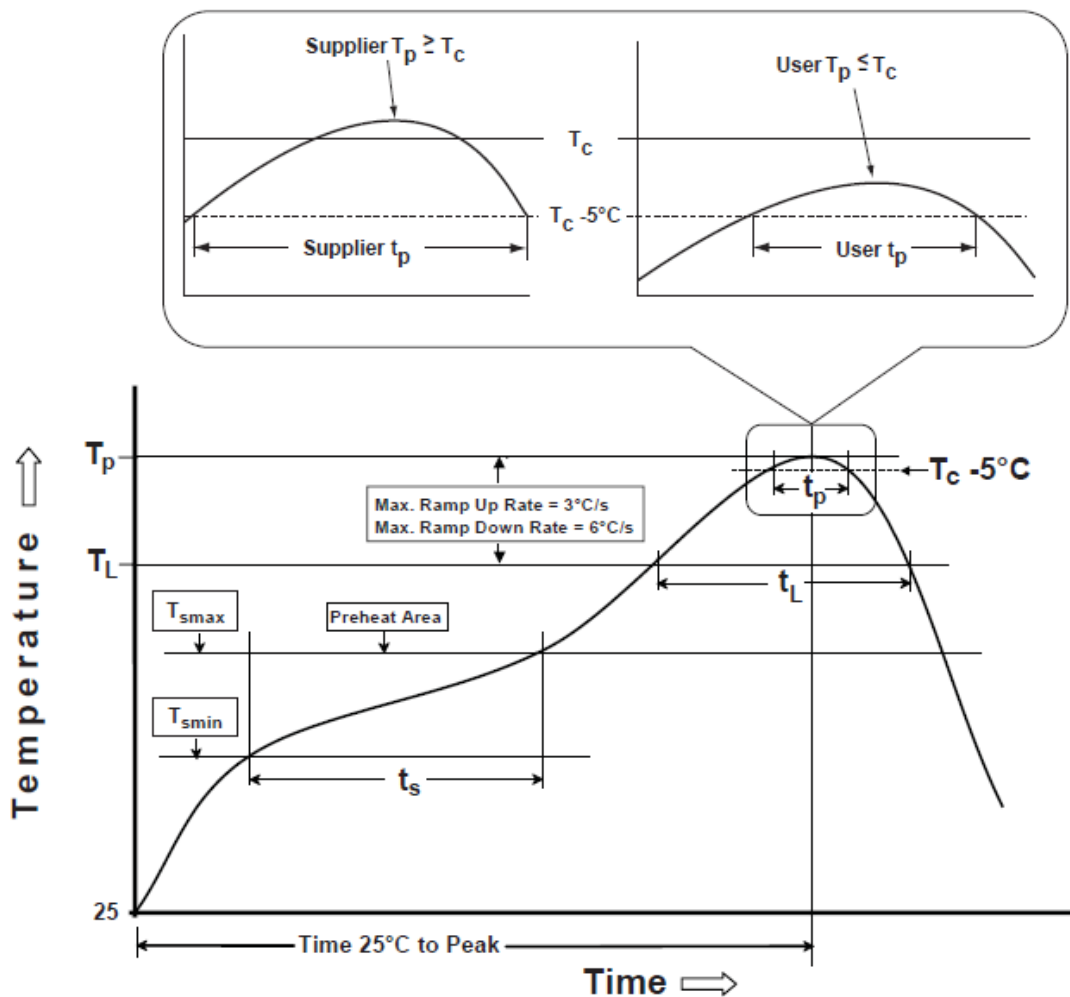 Supplier Tp ≥ Tc
User Tp ≤ Tc
Tc
Tc -5°C
Supplier tp
User tp
Tp
Tc -5°C
tp
Max. Ramp Up Rate = 3°C/s
Max. Ramp Down Rate = 6°C/s
TL
tL
Tsmax
Preheat Area
Tsmin
ts
Temperature
25
Time 25°C to Peak
Time